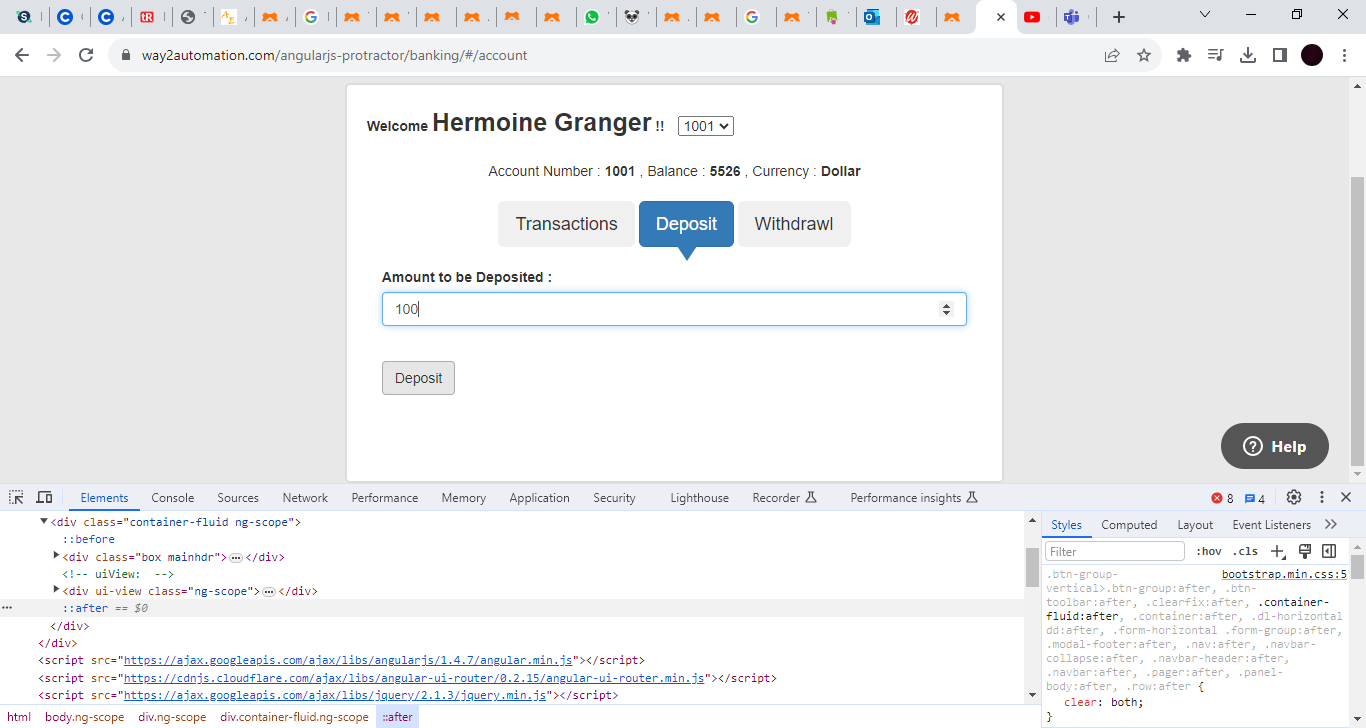 way2automation.com/angularjs-protractor/banking/#/account
Welcome Hermoine Granger !! 1001
Account Number : 1001 , Balance : 5526 , Currency : Dollar
Transactions Deposit Withdrawl
Amount to be Deposited :
100
Deposit
Help
Elements Console Sources Network Performance Memory Application Security Lighthouse Recorder Performance insights 8 4
<div class="container-fluid ng-scope">
::before
<div class="box mainhdr"> ••• </div>
<!-- uiView:  -->
<div ui-view class="ng-scope"> ••• </div>
••• ::after == $0
</div>
</div>
<script src="https://ajax.googleapis.com/ajax/libs/angularjs/1.4.7/angular.min.js"></script>
<script src="https://cdnjs.cloudflare.com/ajax/libs/angular-ui-router/0.2.15/angular-ui-router.min.js"></script>
<script src="https://ajax.googleapis.com/ajax/libs/jquery/2.1.3/jquery.min.js"></script>
html body.ng-scope div.ng-scope div.container-fluid.ng-scope ::after
Styles Computed Layout Event Listeners »
Filter :hov .cls +
.btn-group- bootstrap.min.css:5
vertical>.btn-group:after, .btn-
toolbar:after, .clearfix:after, .container-
fluid:after, .container:after, .dl-horizontal
dd:after, .form-horizontal .form-group:after,
.modal-footer:after, .nav:after, .navbar-
collapse:after, .navbar-header:after,
.navbar:after, .pager:after, .panel-
body:after, .row:after {
clear: both;
}